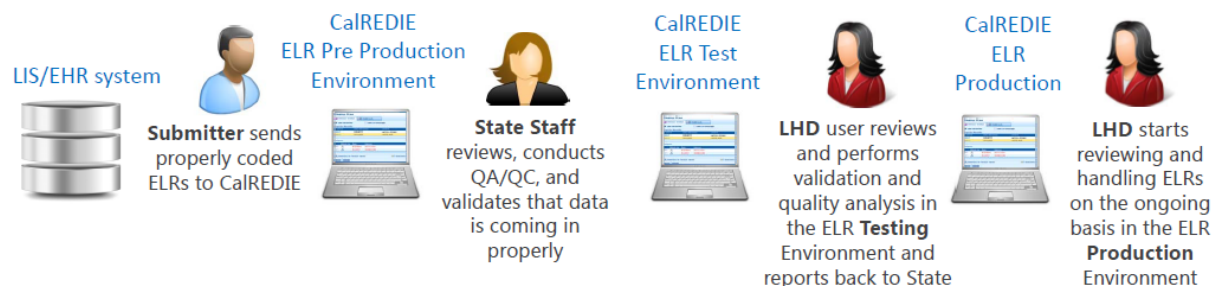 LIS/EHR system
Submitter sends
properly coded
ELRs to CalREDIE
CalREDIE
ELR Pre Production
Environment
State Staff
reviews, conducts
QA/QC, and
validates that data
is coming in
properly
CalREDIE
ELR Test
Environment
LHD user reviews
and performs
validation and
quality analysis in
the ELR Testing
Environment and
reports back to State
CalREDIE
ELR
Production
LHD starts
reviewing and
handling ELRs
on the ongoing
basis in the ELR
Production
Environment